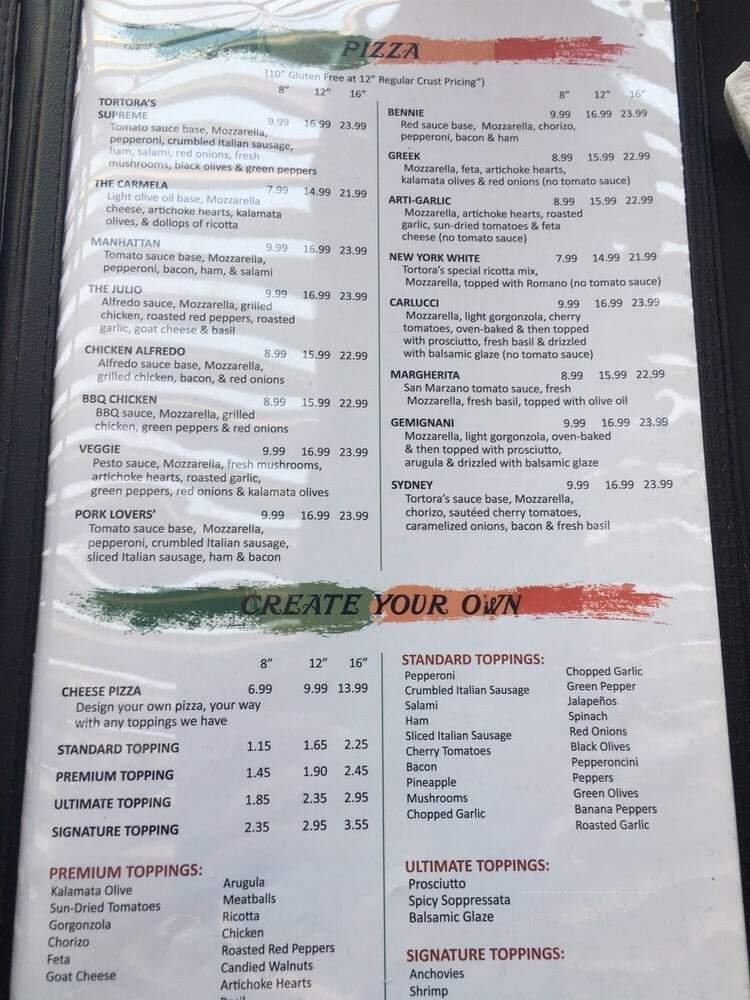 PIZZA
[10" Gluten Free at 12" Regular Crust Pricing")
8" 12" 16"
TORTORA'S
SUPREME 9.99 16.99 23.99
Tomato sauce base, Mozzarella,
pepperoni, crumbled Italian sausage,
ham, salami, red onions, fresh
mushrooms, black olives & green peppers
THE CARMELA 7.99 14.99 21.99
Light olive oil base, Mozzarella
cheese, artichoke hearts, kalamata
olives, & dollops of ricotta
MANHATTAN 9.99 16.99 23.99
Tomato sauce base, Mozzarella,
pepperoni, bacon, ham, & salami
THE JULIO 9.99 16.99 23.99
Alfredo sauce, Mozzarella, grilled
chicken, roasted red peppers, roasted
garlic, goat cheese & basil
CHICKEN ALFREDO 8.99 15.99 22.99
Alfredo sauce base, Mozzarella,
grilled chicken, bacon, & red onions
BBQ CHICKEN 8.99 15.99 22.99
BBQ sauce, Mozzarella, grilled
chicken, green peppers & red onions
VEGGIE 9.99 16.99 23.99
Pesto sauce, Mozzarella, fresh mushrooms,
artichoke hearts, roasted garlic,
green peppers, red onions & kalamata olives
PORK LOVERS' 9.99 16.99 23.99
Tomato sauce base, Mozzarella,
pepperoni, crumbled Italian sausage,
sliced Italian sausage, ham & bacon
8" 12" 16"
BENNIE 9.99 16.99 23.99
Red sauce base, Mozzarella, chorizo,
pepperoni, bacon & ham
GREEK 8.99 15.99 22.99
Mozzarella, feta, artichoke hearts,
kalamata olives & red onions (no tomato sauce)
ARTI-GARLIC 8.99 15.99 22.99
Mozzarella, artichoke hearts, roasted
garlic, sun-dried tomatoes & feta
cheese (no tomato sauce)
NEW YORK WHITE 7.99 14.99 21.99
Tortora's special ricotta mix,
Mozzarella, topped with Romano (no tomato sauce)
CARLUCCI 9.99 16.99 23.99
Mozzarella, light gorgonzola, cherry
tomatoes, oven-baked & then topped
with prosciutto, fresh basil & drizzled
with balsamic glaze (no tomato sauce)
MARGHERITA 8.99 15.99 22.99
San Marzano tomato sauce, fresh
Mozzarella, fresh basil, topped with olive oil
GEMIGNANI 9.99 16.99 23.99
Mozzarella, light gorgonzola, oven-baked
& then topped with prosciutto,
arugula & drizzled with balsamic glaze
SYDNEY 9.99 16.99 23.99
Tortora's sauce base, Mozzarella,
chorizo, sautéed cherry tomatoes,
caramelized onions, bacon & fresh basil
CREATE YOUR OWN
8" 12" 16"
CHEESE PIZZA 6.99 9.99 13.99
Design your own pizza, your way
with any toppings we have
STANDARD TOPPING 1.15 1.65 2.25
PREMIUM TOPPING 1.45 1.90 2.45
ULTIMATE TOPPING 1.85 2.35 2.95
SIGNATURE TOPPING 2.35 2.95 3.55
PREMIUM TOPPINGS:
Kalamata Olive
Sun-Dried Tomatoes
Gorgonzola
Chorizo
Feta
Goat Cheese
Arugula
Meatballs
Ricotta
Chicken
Roasted Red Peppers
Candied Walnuts
Artichoke Hearts
STANDARD TOPPINGS:
Pepperoni
Crumbled Italian Sausage
Salami
Ham
Sliced Italian Sausage
Cherry Tomatoes
Bacon
Pineapple
Mushrooms
Chopped Garlic
Chopped Garlic
Green Pepper
Jalapeños
Spinach
Red Onions
Black Olives
Pepperoncini
Peppers
Green Olives
Banana Peppers
Roasted Garlic
ULTIMATE TOPPINGS:
Prosciutto
Spicy Soppressata
Balsamic Glaze
SIGNATURE TOPPINGS:
Anchovies
Shrimp